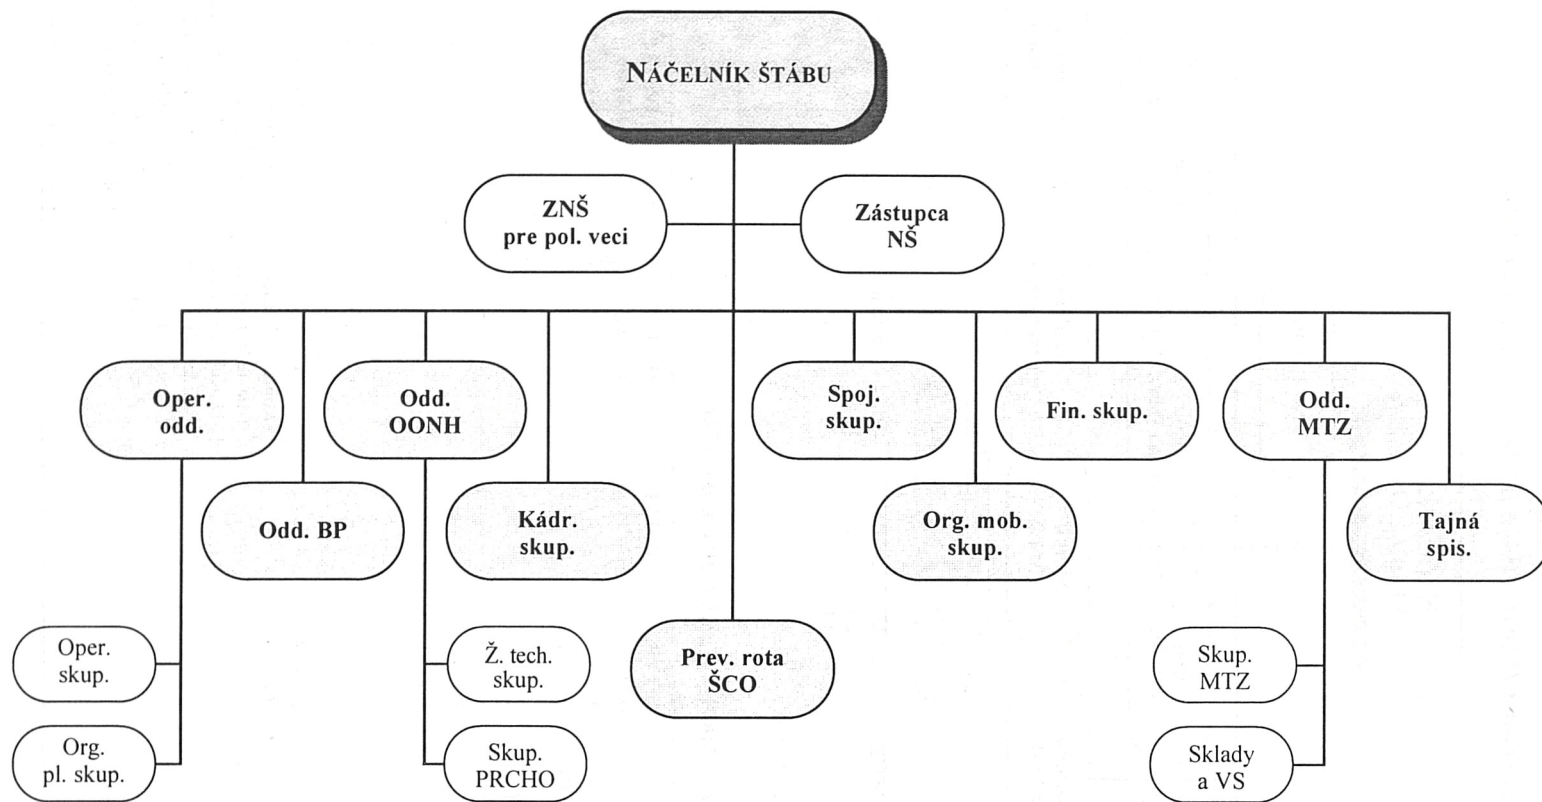 NÁČELNÍK ŠTÁBU
ZNŠ
pre pol. veci
Zástupca
NŠ
Oper.
odd.
Odd.
OONH
Spoj.
skup.
Fin. skup.
Odd.
MTZ
Odd. BP
Kádr.
skup.
Org. mob.
skup.
Tajná
spis.
Oper.
skup.
Ž. tech.
skup.
Prev. rota
ŠCO
Skup.
MTZ
Org.
pl. skup.
Skup.
PRCHO
Sklady
a VS